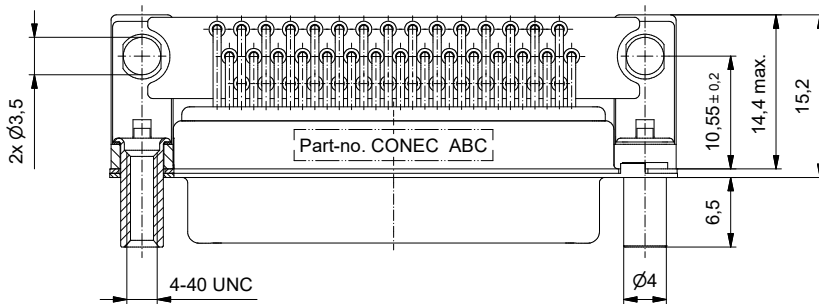 2x Ø3,5
Part-no. CONEC ABC
10,55 ± 0,2
14,4 max.
15,2
6,5
4-40 UNC
Ø4